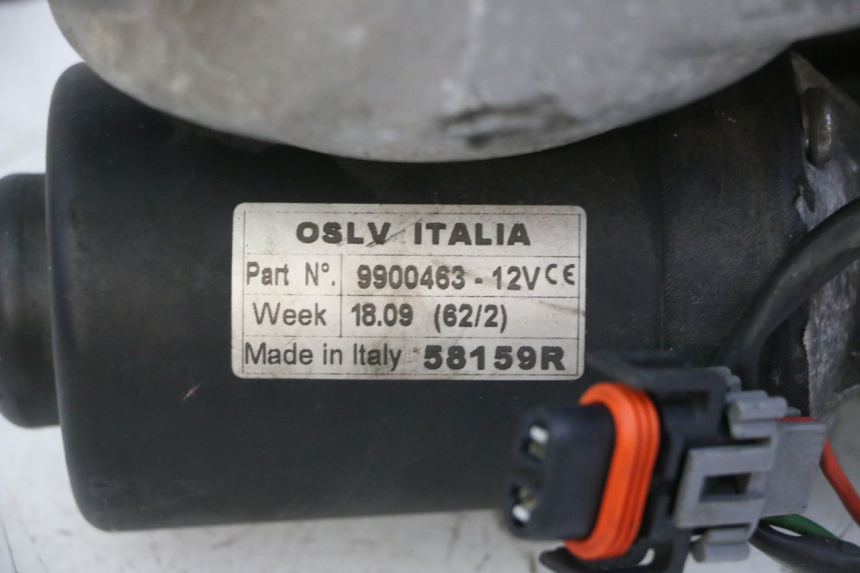 OSLV ITALIA
Part N°. 9900463 - 12V CE
Week 18.09 (62/2)
Made in Italy 58159R